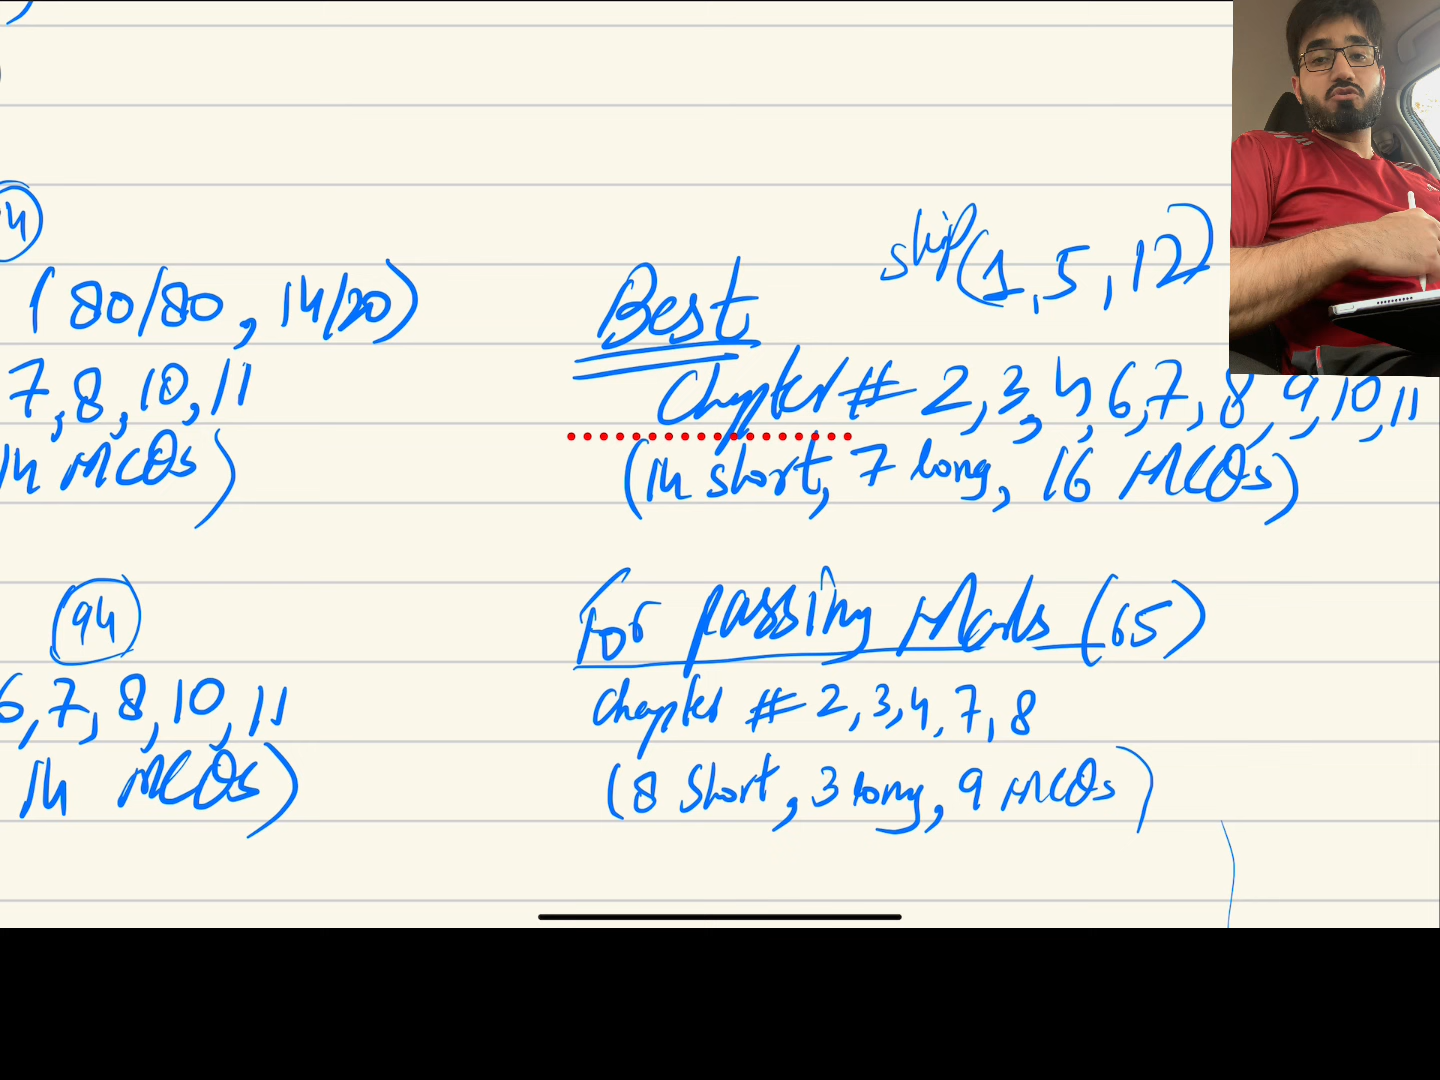 94
(80/80, 14/20)
7, 8, 10, 11
14 MCQs)
94
6, 7, 8, 10, 11
14 MCQs)
skip (1, 5, 12)
Best
Chapter # 2, 3, 4, 6, 7, 8, 9, 10, 11
(14 short, 7 long, 16 MCQs)
For passing Marks (65)
Chapter # 2, 3, 4, 7, 8
(8 Short, 3 long, 9 MCQs)